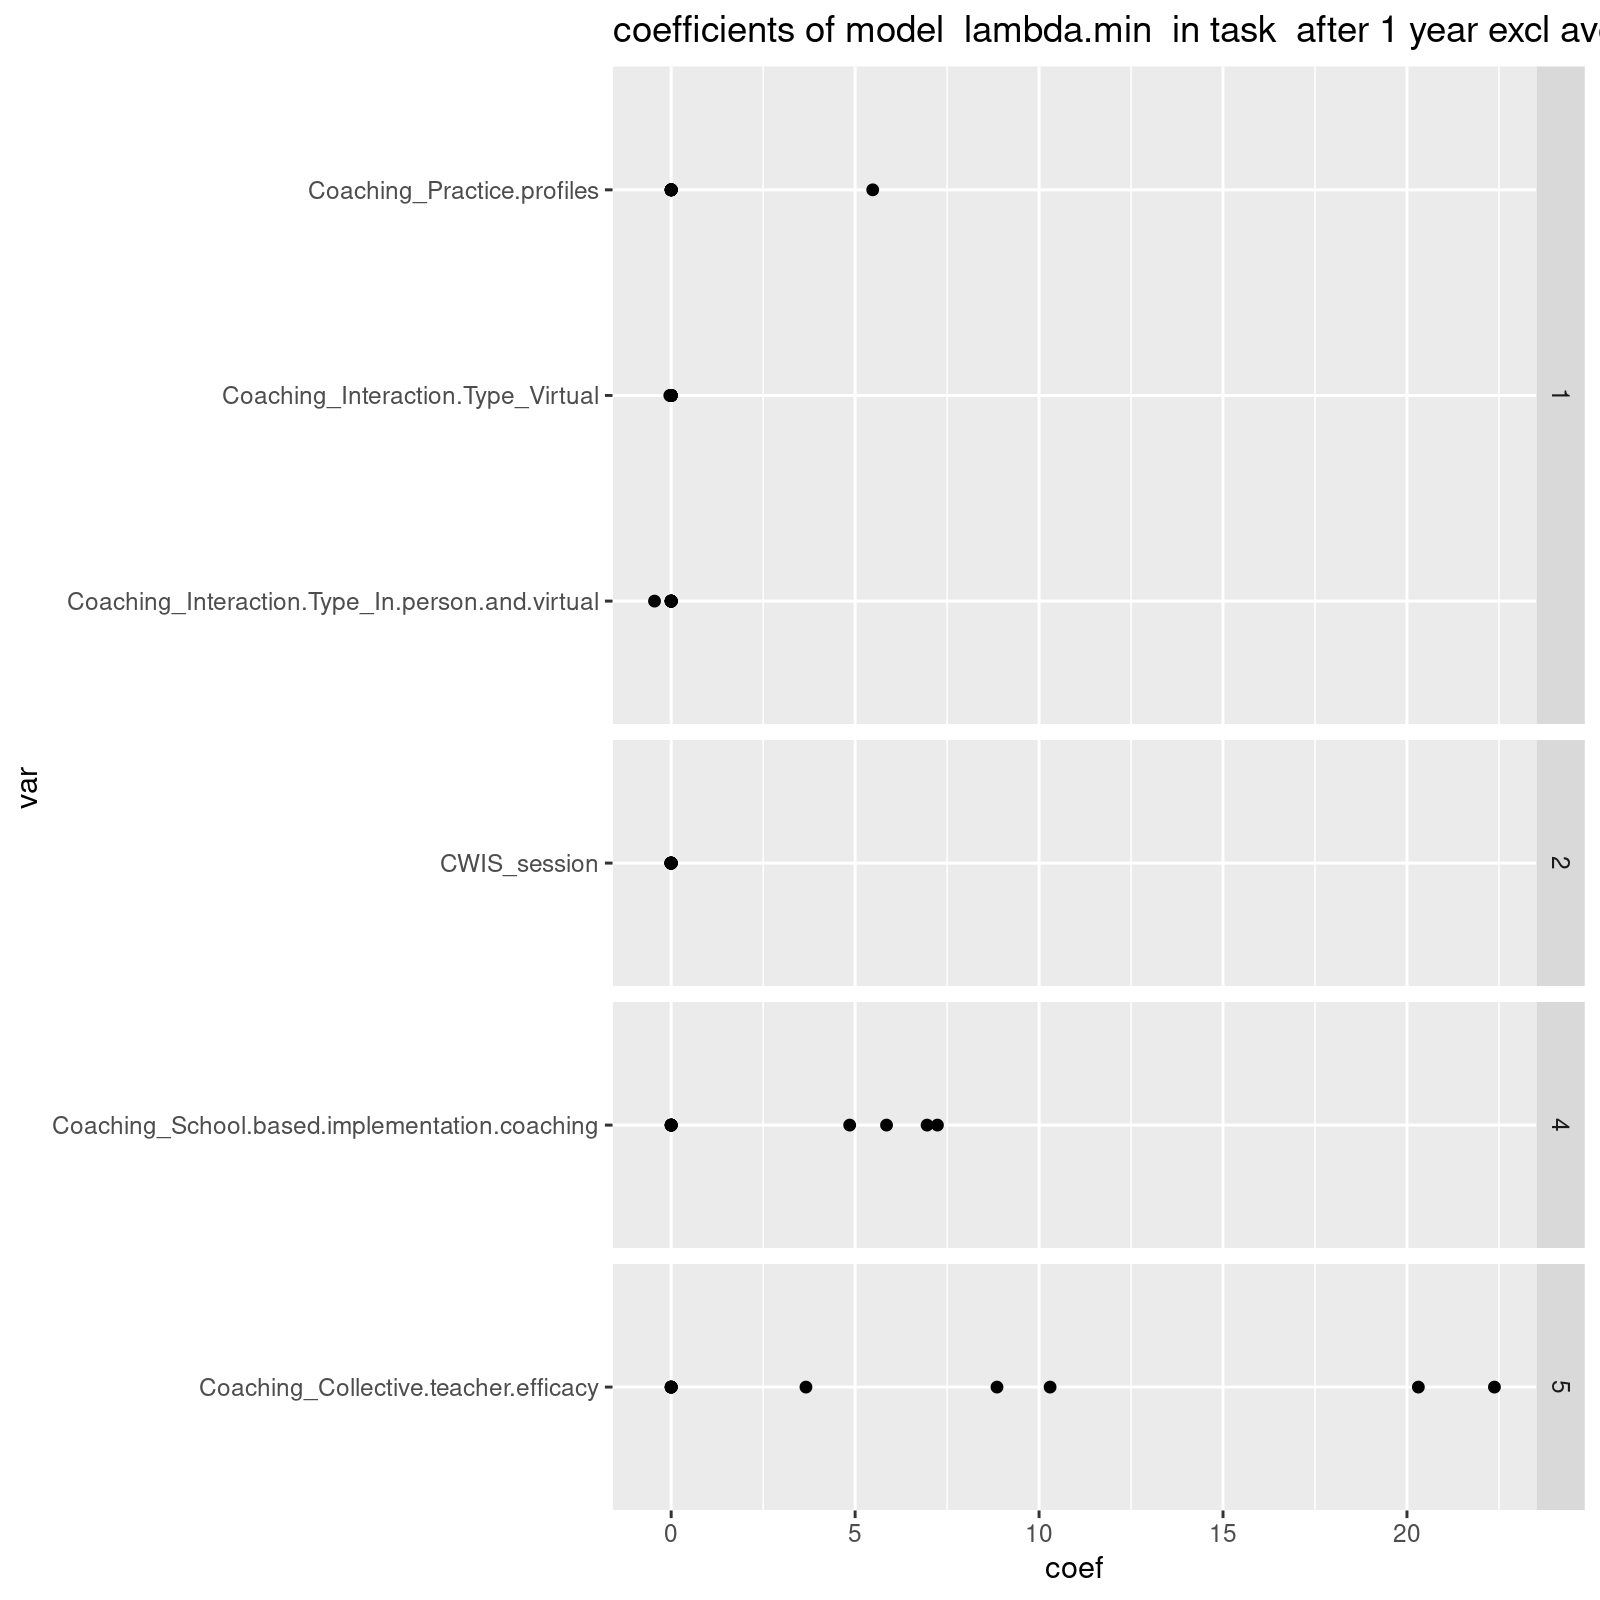 coefficients of model lambda.min in task after 1 year excl
Coaching_Practice.profiles
Coaching_Interaction.Type_Virtual
Coaching_Interaction.Type_In.person.and.virtual
1
CWIS_session
2
var
Coaching_School.based.implementation.coaching
4
Coaching_Collective.teacher.efficacy
5
0 5 10 15 20
coef